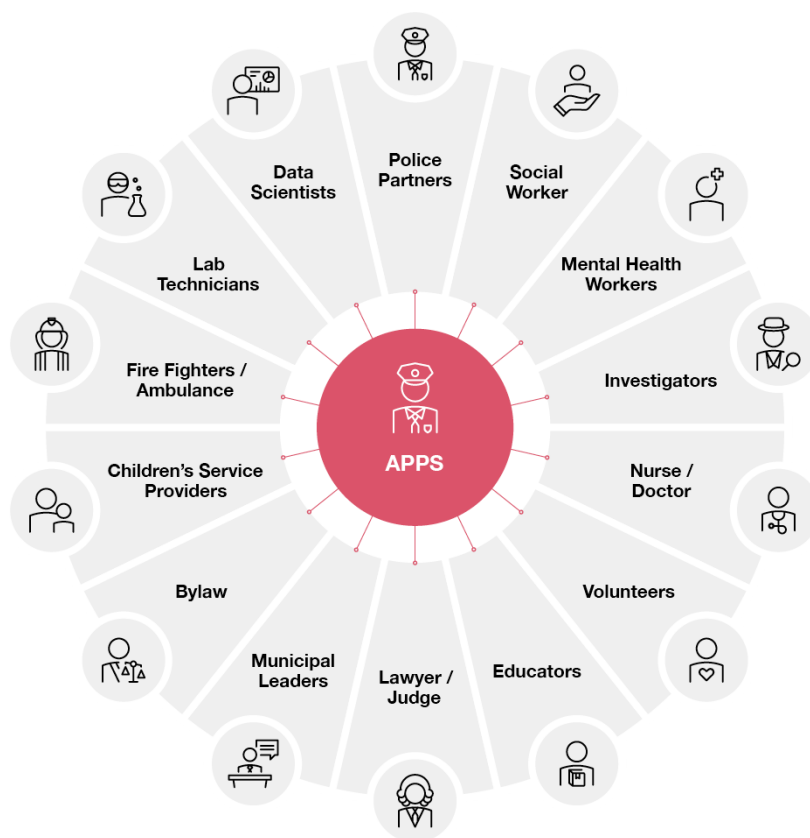 Police
Partners
Social
Worker
Mental Health
Workers
Investigators
Nurse /
Doctor
Volunteers
Educators
Lawyer /
Judge
Municipal
Leaders
Bylaw
Children’s Service
Providers
Fire Fighters /
Ambulance
Lab
Technicians
Data
Scientists
APPS